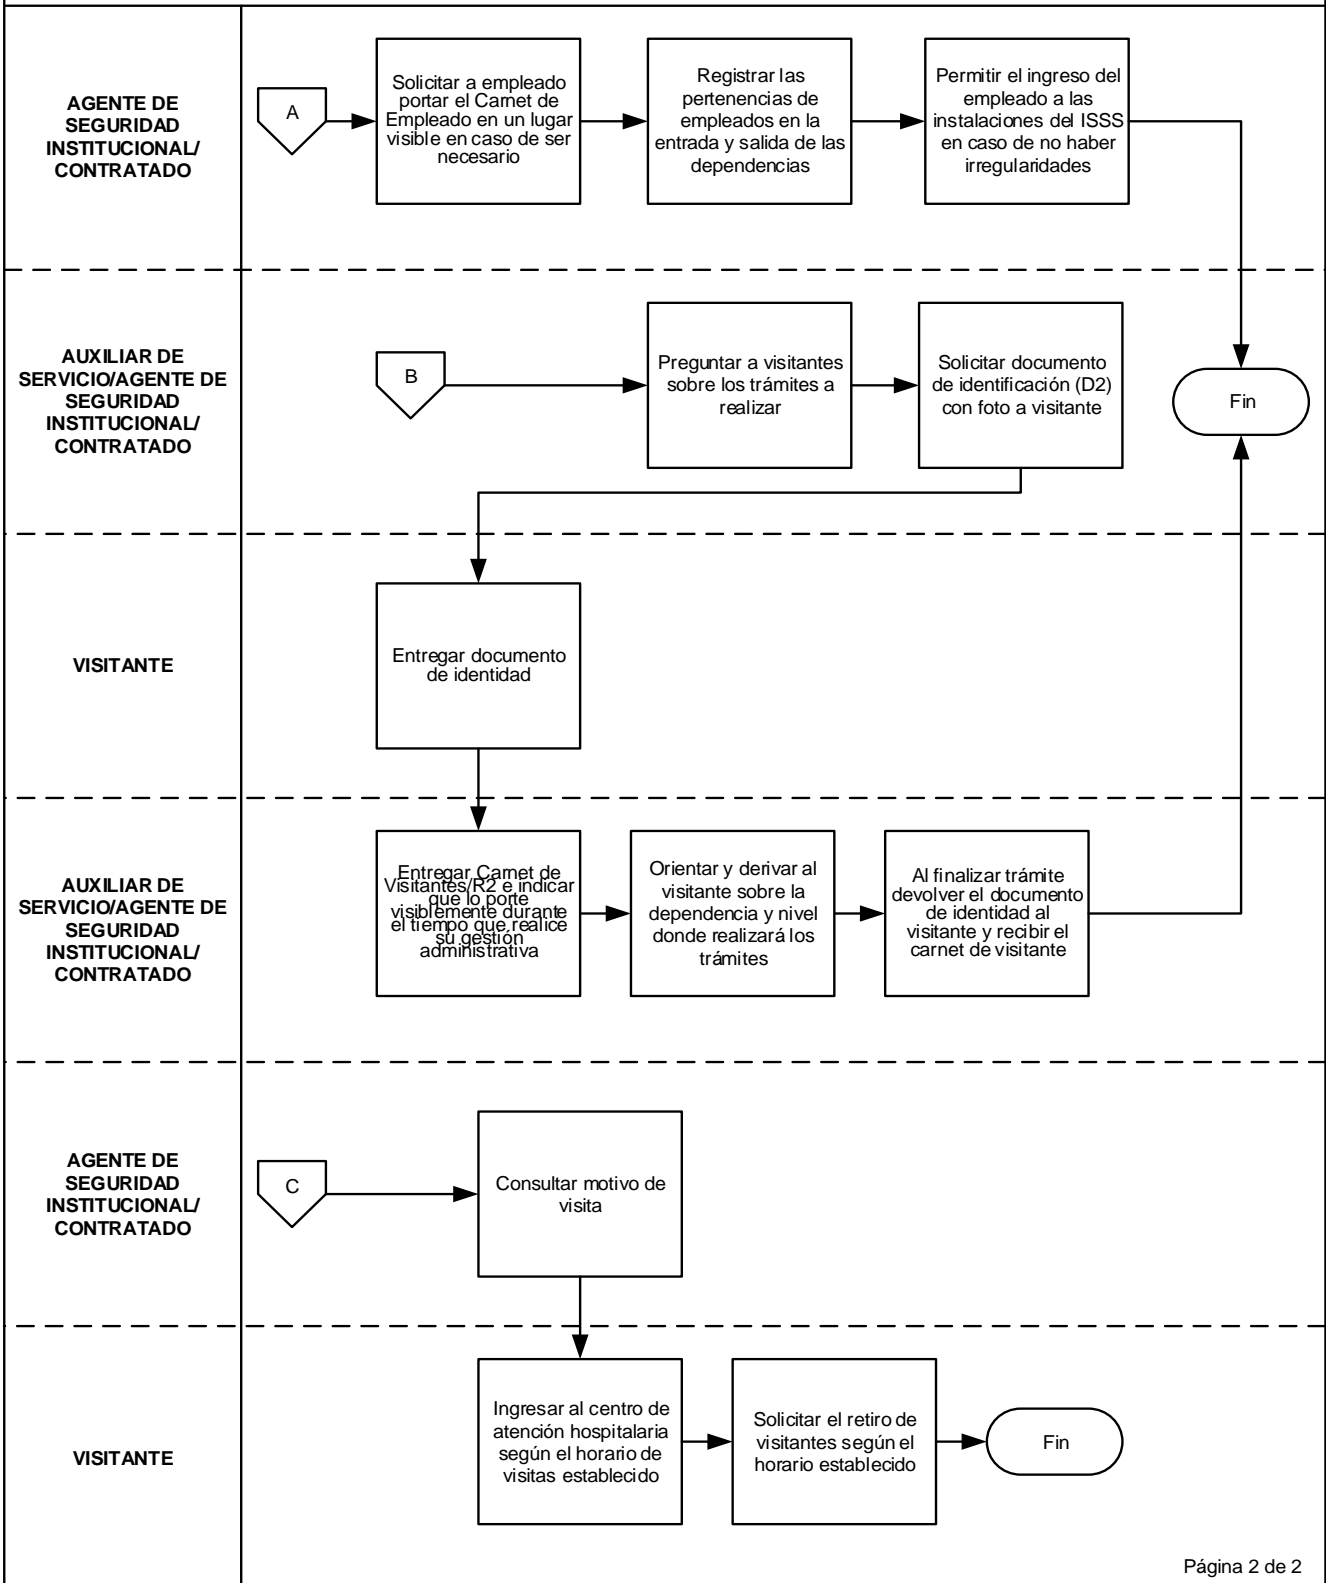 AGENTE DE
SEGURIDAD
INSTITUCIONAL/
CONTRATADO
A
Solicitar a empleado
portar el Carnet de
Empleado en un lugar
visible en caso de ser
necesario
Registrar las
pertenencias de
empleados en la
entrada y salida de las
dependencias
Permitir el ingreso del
empleado a las
instalaciones del ISSS
en caso de no haber
irregularidades
AUXILIAR DE
SERVICIO/AGENTE DE
SEGURIDAD
INSTITUCIONAL/
CONTRATADO
B
Preguntar a visitantes
sobre los trámites a
realizar
Solicitar documento
de identificación (D2)
con foto a visitante
Fin
VISITANTE
Entregar documento
de identidad
AUXILIAR DE
SERVICIO/AGENTE DE
SEGURIDAD
INSTITUCIONAL/
CONTRATADO
Entregar Carnet de
Visitantes/R2 e indicar
que lo porte
visiblemente durante
el tiempo que realice
su gestión
administrativa
Orientar y derivar al
visitante sobre la
dependencia y nivel
donde realizará los
trámites
Al finalizar trámite
devolver el documento
de identidad al
visitante y recibir el
carnet de visitante
AGENTE DE
SEGURIDAD
INSTITUCIONAL/
CONTRATADO
C
Consultar motivo de
visita
VISITANTE
Ingresar al centro de
atención hospitalaria
según el horario de
visitas establecido
Solicitar el retiro de
visitantes según el
horario establecido
Fin
Página 2 de 2